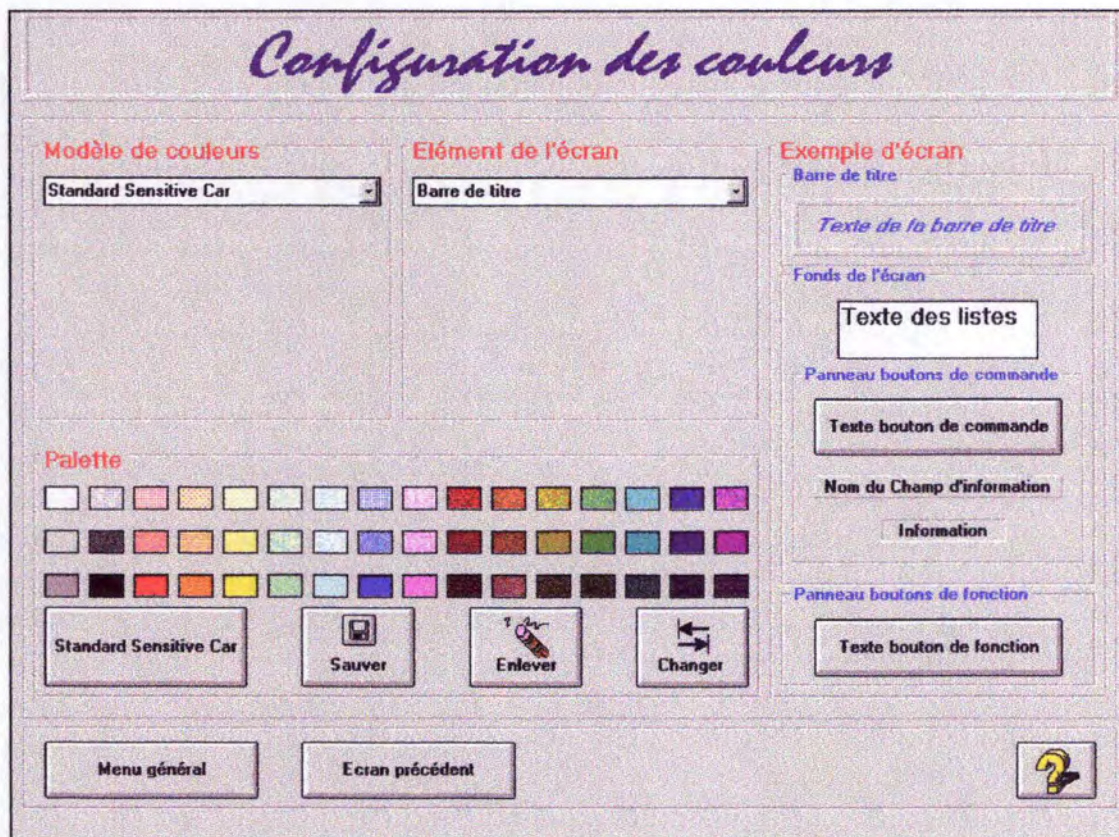 Configuration des couleurs
Modèle de couleurs
Standard Sensitive Car
Elément de l'écran
Barre de titre
Exemple d'écran
Barre de titre
Texte de la barre de titre
Fonds de l'écran
Texte des listes
Panneau boutons de commande
Texte bouton de commande
Nom du Champ d'information
Information
Panneau boutons de fonction
Texte bouton de fonction
Palette
Standard Sensitive Car
Sauver
Enlever
Changer
Menu général
Ecran précédent